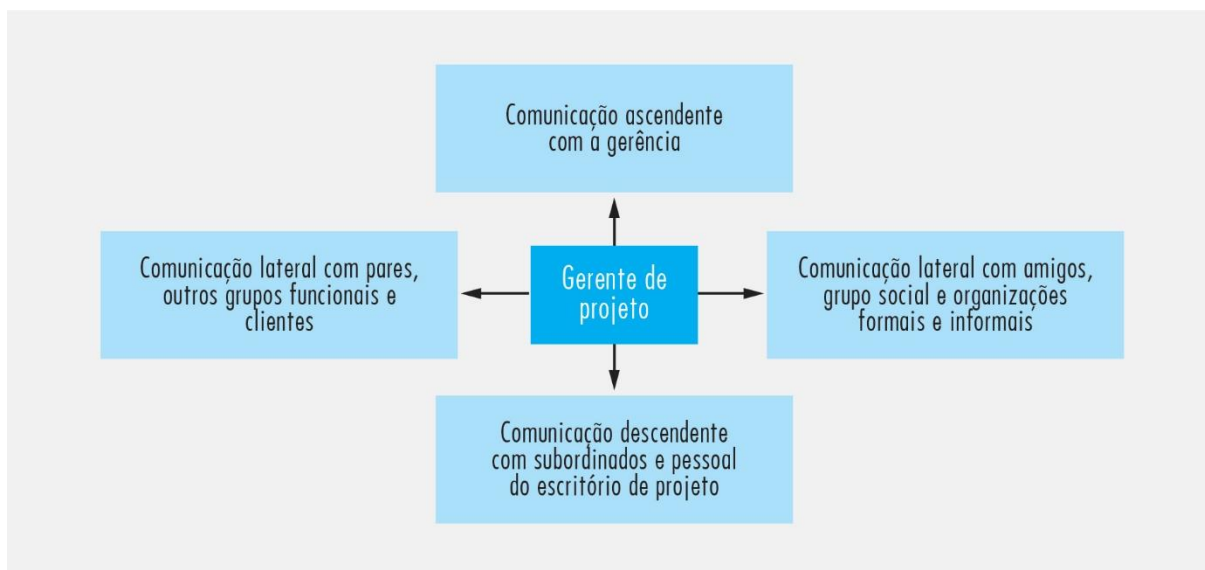 Comunicação ascendente
com a gerência
Comunicação lateral com pares,
outros grupos funcionais e
clientes
Gerente de
projeto
Comunicação lateral com amigos,
grupo social e organizações
formais e informais
Comunicação descendente
com subordinados e pessoal
do escritório de projeto